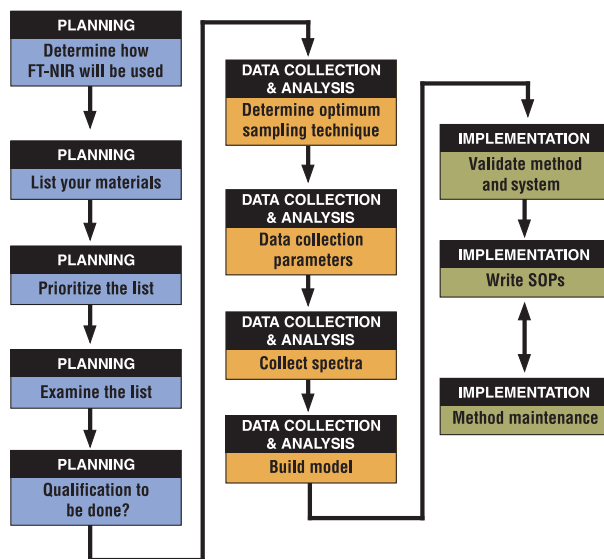 PLANNING
Determine how
FT-NIR will be used
PLANNING
List your materials
PLANNING
Prioritize the list
PLANNING
Examine the list
PLANNING
Qualification to
be done?
DATA COLLECTION
& ANALYSIS
Determine optimum
sampling technique
DATA COLLECTION
& ANALYSIS
Data collection
parameters
DATA COLLECTION
& ANALYSIS
Collect spectra
DATA COLLECTION
& ANALYSIS
Build model
IMPLEMENTATION
Validate method
and system
IMPLEMENTATION
Write SOPs
IMPLEMENTATION
Method maintenance